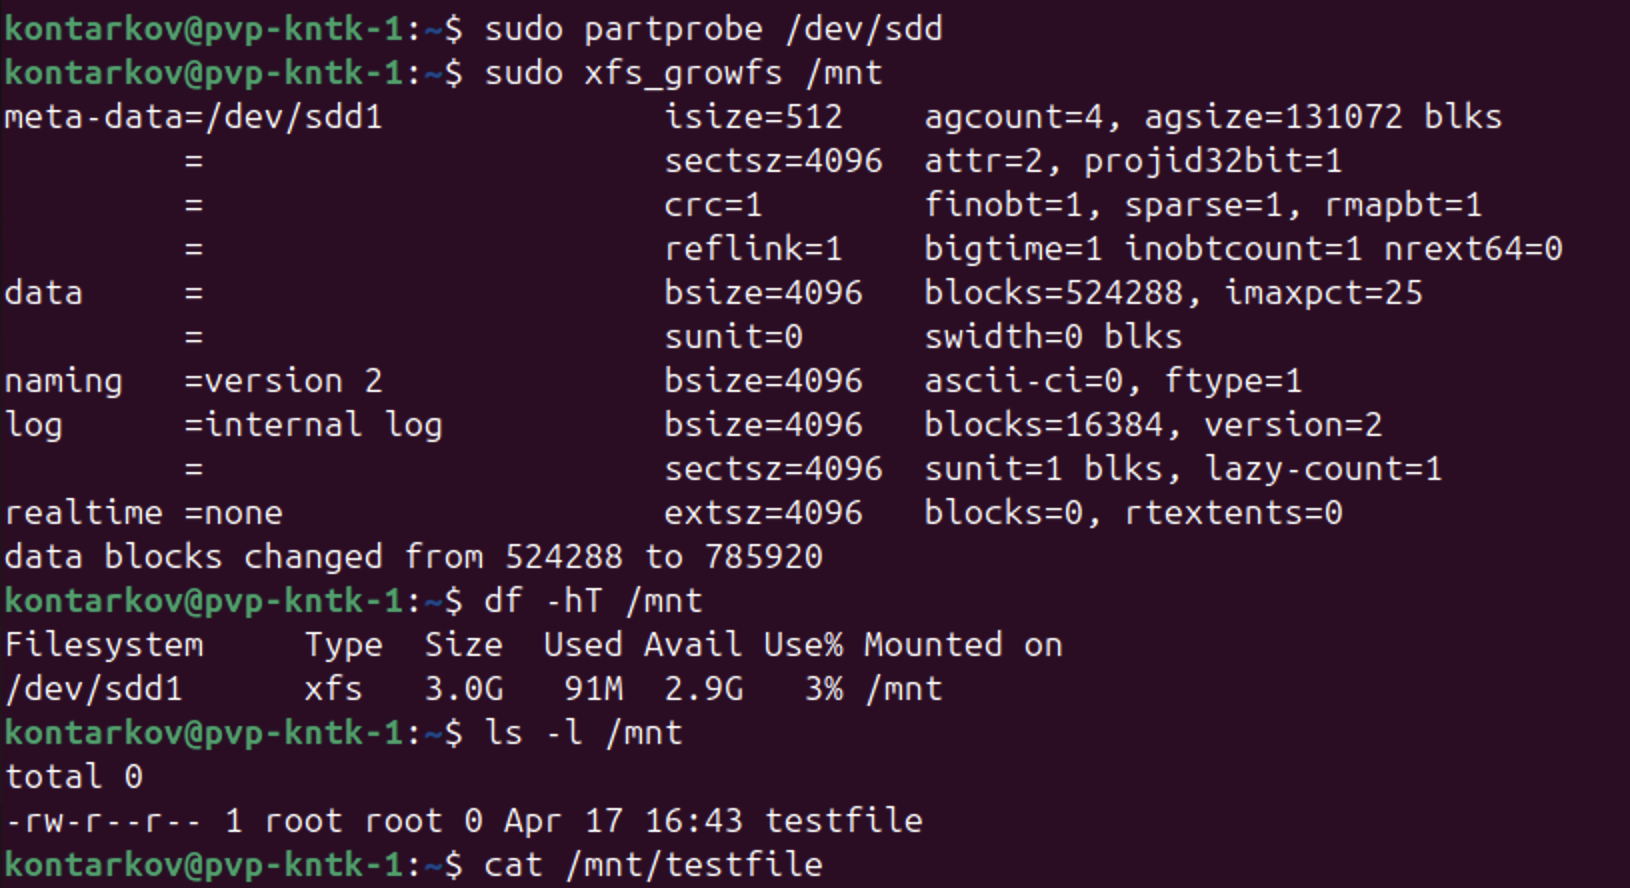 kontarkov@pvp-kntk-1:~$ sudo partprobe /dev/sdd
kontarkov@pvp-kntk-1:~$ sudo xfs_growfs /mnt
meta-data=/dev/sdd1              isize=512    agcount=4, agsize=131072 blks
         =                       sectsz=4096  attr=2, projid32bit=1
         =                       crc=1        finobt=1, sparse=1, rmapbt=1
         =                       reflink=1    bigtime=1 inobtcount=1 nrext64=0
data     =                       bsize=4096   blocks=524288, imaxpct=25
         =                       sunit=0      swidth=0 blks
naming   =version 2              bsize=4096   ascii-ci=0, ftype=1
log      =internal log           bsize=4096   blocks=16384, version=2
         =                       sectsz=4096  sunit=1 blks, lazy-count=1
realtime =none                   extsz=4096   blocks=0, rtextents=0
data blocks changed from 524288 to 785920
kontarkov@pvp-kntk-1:~$ df -hT /mnt
Filesystem     Type  Size  Used Avail Use% Mounted on
/dev/sdd1      xfs   3.0G   91M  2.9G   3% /mnt
kontarkov@pvp-kntk-1:~$ ls -l /mnt
total 0
-rw-r--r-- 1 root root 0 Apr 17 16:43 testfile
kontarkov@pvp-kntk-1:~$ cat /mnt/testfile